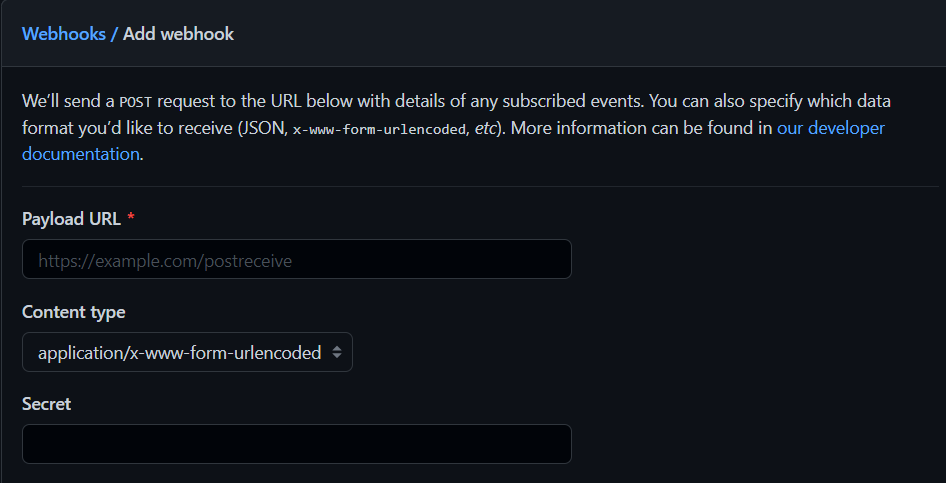 Webhooks / Add webhook
We’ll send a POST request to the URL below with details of any subscribed events. You can also specify which data
format you’d like to receive (JSON, x-www-form-urlencoded, etc). More information can be found in our developer
documentation.
Payload URL *
https://example.com/postreceive
Content type
application/x-www-form-urlencoded
Secret